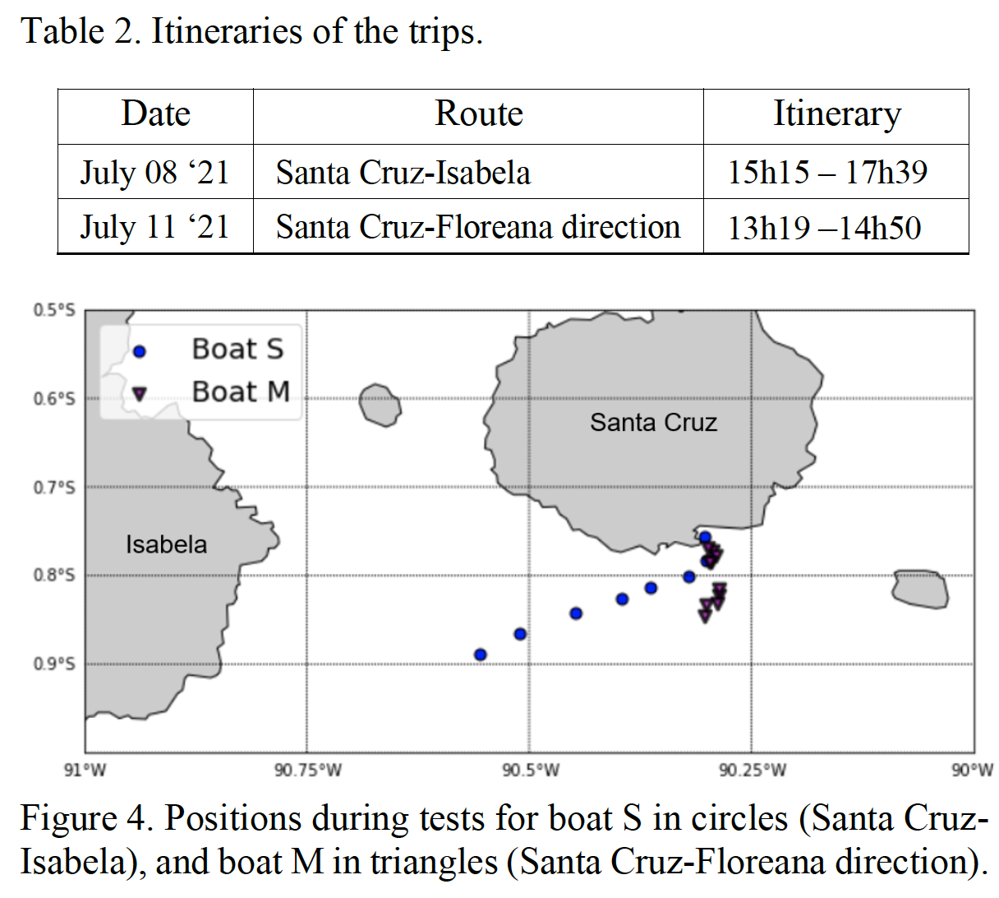 Table 2. Itineraries of the trips.
Date Route Itinerary
July 08 ‘21 Santa Cruz-Isabela 15h15 – 17h39
July 11 ‘21 Santa Cruz-Floreana direction 13h19 –14h50
0.5°S
Boat S
Boat M
0.6°S
Santa Cruz
0.7°S
Isabela
0.8°S
0.9°S
91°W 90.75°W 90.5°W 90.25°W 90°W
Figure 4. Positions during tests for boat S in circles (Santa Cruz-
Isabela), and boat M in triangles (Santa Cruz-Floreana direction).